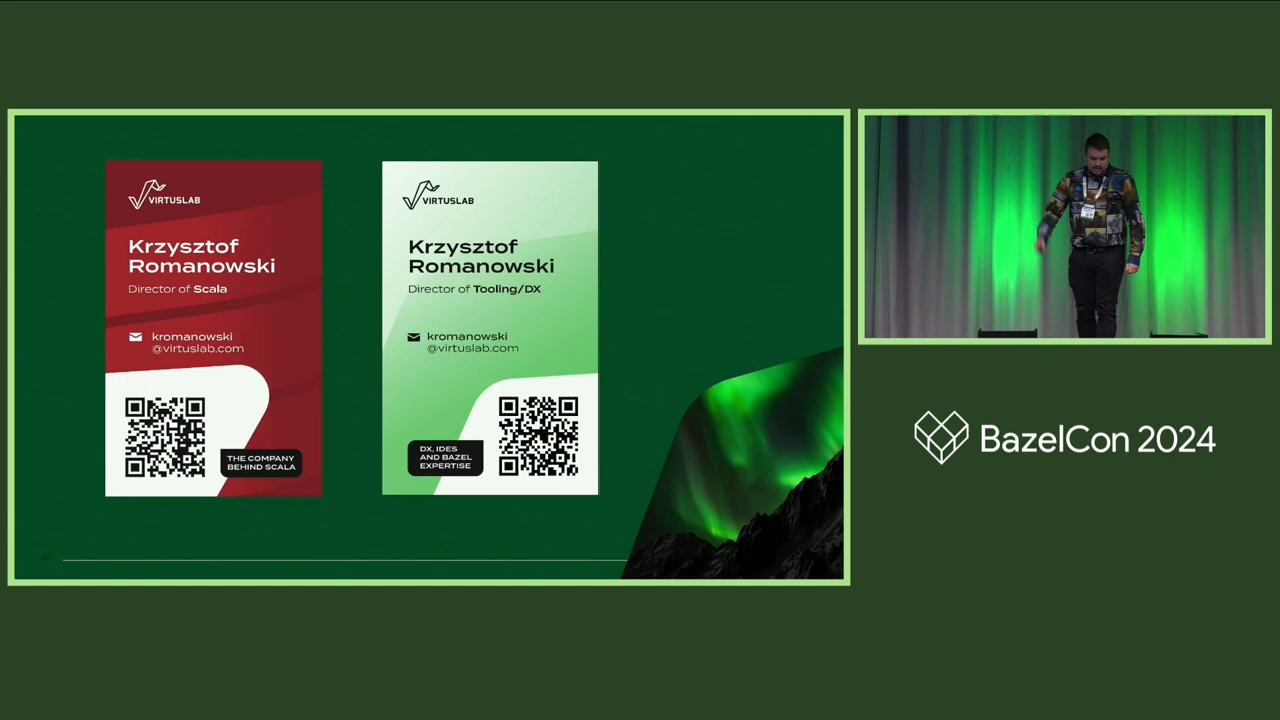 VIRTUSLAB
Krzysztof
Romanowski
Director of Scala
kromanowski
@virtuslab.com
THE COMPANY
BEHIND SCALA
VIRTUSLAB
Krzysztof
Romanowski
Director of Tooling/DX
kromanowski
@virtuslab.com
DX, IDES
AND BAZEL
EXPERTISE
BazelCon 2024